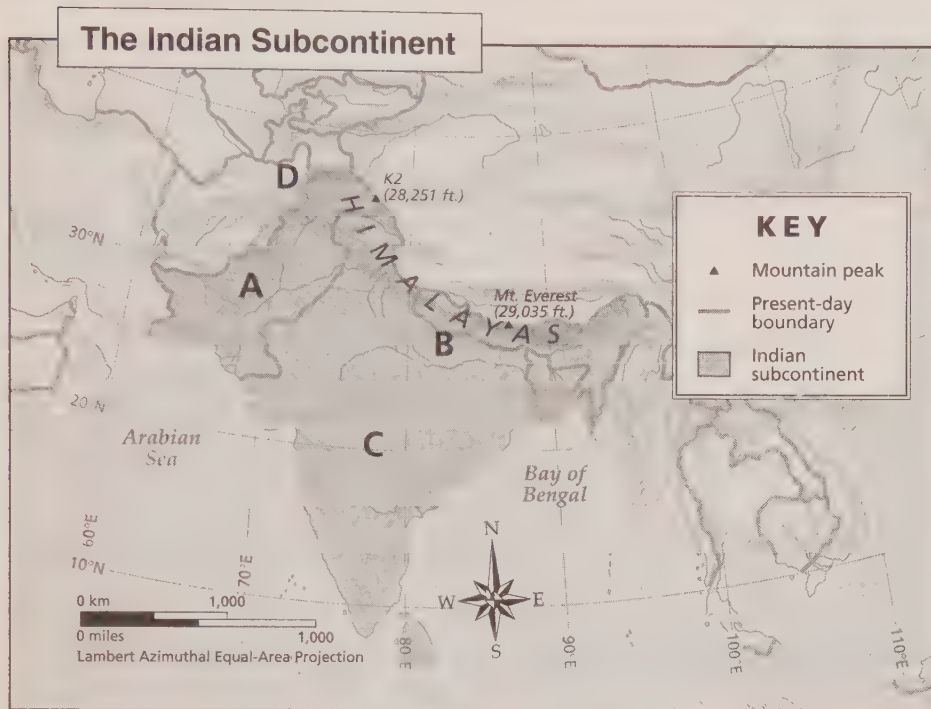 The Indian Subcontinent
D
K2
(28,251 ft.)
HIMALAYAS
30°N
A
Mt. Everest
(29,035 ft.)
B
KEY
Mountain peak
Present-day
boundary
Indian
subcontinent
20 N
Arabian
Sea
C
Bay of
Bengal
60°E
10°N
70°E
80°E
90°E
100°E
110°E
N
W
E
S
0 km
1,000
0 miles
1,000
Lambert Azimuthal Equal-Area Projection